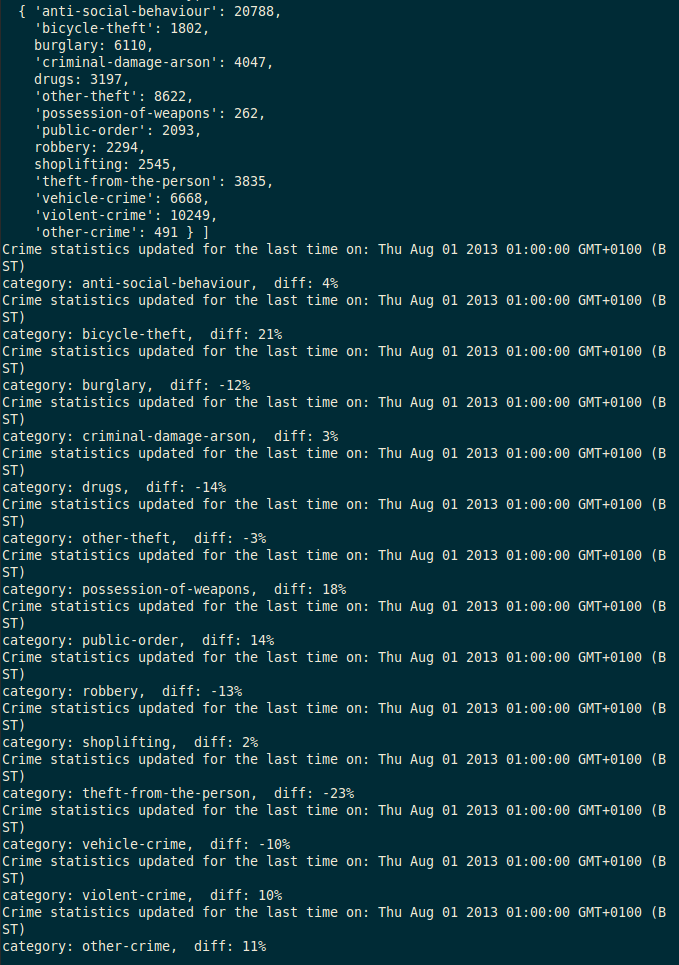 { 'anti-social-behaviour': 20788,
'bicycle-theft': 1802,
burglary: 6110,
'criminal-damage-arson': 4047,
drugs: 3197,
'other-theft': 8622,
'possession-of-weapons': 262,
'public-order': 2093,
robbery: 2294,
shoplifting: 2545,
'theft-from-the-person': 3835,
'vehicle-crime': 6668,
'violent-crime': 10249,
'other-crime': 491 } ]
Crime statistics updated for the last time on: Thu Aug 01 2013 01:00:00 GMT+0100 (B
ST)
category: anti-social-behaviour,  diff: 4%
Crime statistics updated for the last time on: Thu Aug 01 2013 01:00:00 GMT+0100 (B
ST)
category: bicycle-theft,  diff: 21%
Crime statistics updated for the last time on: Thu Aug 01 2013 01:00:00 GMT+0100 (B
ST)
category: burglary,  diff: -12%
Crime statistics updated for the last time on: Thu Aug 01 2013 01:00:00 GMT+0100 (B
ST)
category: criminal-damage-arson,  diff: 3%
Crime statistics updated for the last time on: Thu Aug 01 2013 01:00:00 GMT+0100 (B
ST)
category: drugs,  diff: -14%
Crime statistics updated for the last time on: Thu Aug 01 2013 01:00:00 GMT+0100 (B
ST)
category: other-theft,  diff: -3%
Crime statistics updated for the last time on: Thu Aug 01 2013 01:00:00 GMT+0100 (B
ST)
category: possession-of-weapons,  diff: 18%
Crime statistics updated for the last time on: Thu Aug 01 2013 01:00:00 GMT+0100 (B
ST)
category: public-order,  diff: 14%
Crime statistics updated for the last time on: Thu Aug 01 2013 01:00:00 GMT+0100 (B
ST)
category: robbery,  diff: -13%
Crime statistics updated for the last time on: Thu Aug 01 2013 01:00:00 GMT+0100 (B
ST)
category: shoplifting,  diff: 2%
Crime statistics updated for the last time on: Thu Aug 01 2013 01:00:00 GMT+0100 (B
ST)
category: theft-from-the-person,  diff: -23%
Crime statistics updated for the last time on: Thu Aug 01 2013 01:00:00 GMT+0100 (B
ST)
category: vehicle-crime,  diff: -10%
Crime statistics updated for the last time on: Thu Aug 01 2013 01:00:00 GMT+0100 (B
ST)
category: violent-crime,  diff: 10%
Crime statistics updated for the last time on: Thu Aug 01 2013 01:00:00 GMT+0100 (B
ST)
category: other-crime,  diff: 11%